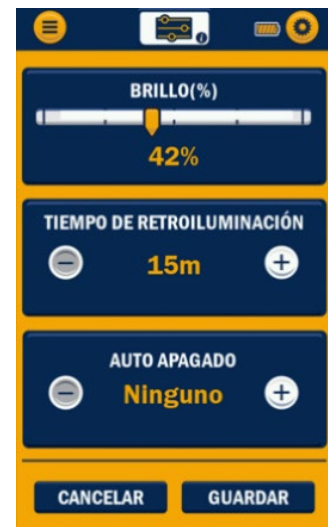 BRILLO(%)
42%
TIEMPO DE RETROILUMINACIÓN
15m
AUTO APAGADO
Ninguno
CANCELAR GUARDAR